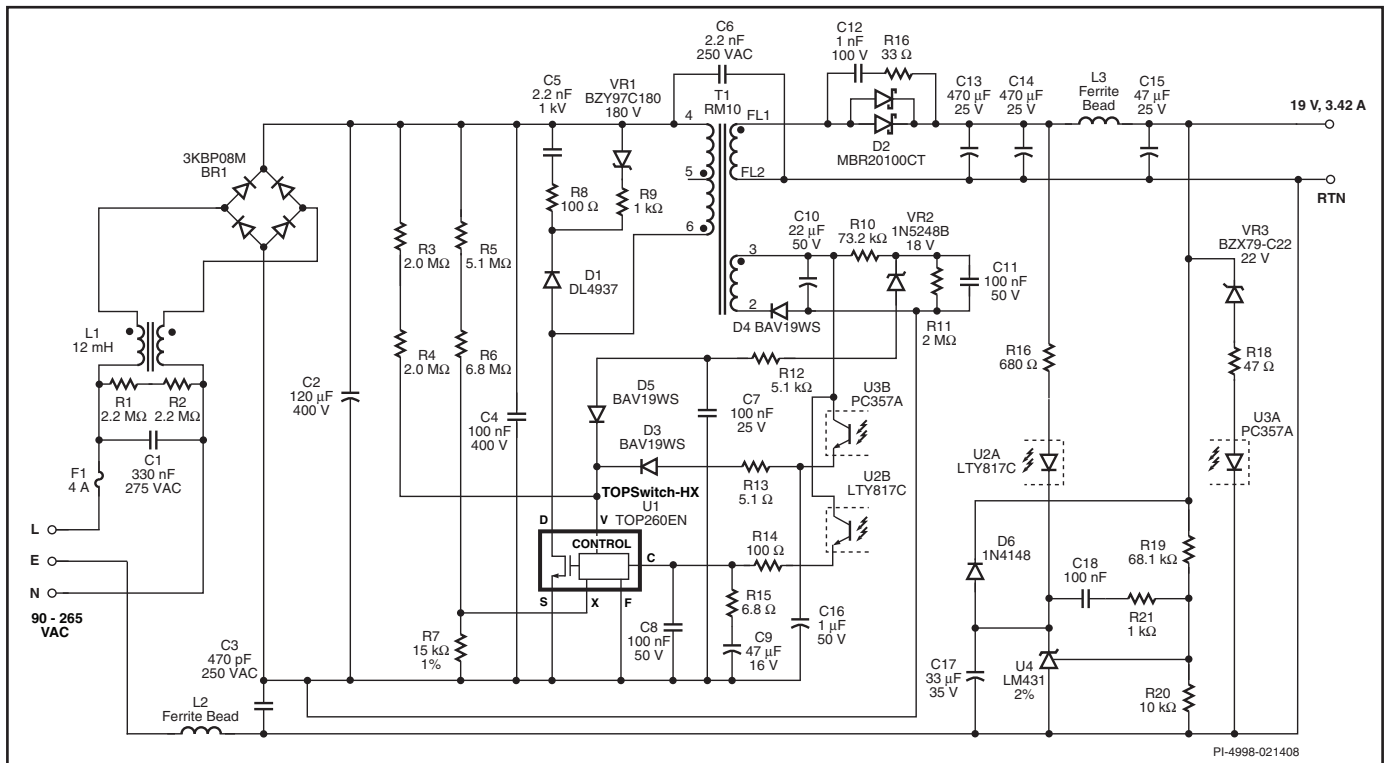 C6
2.2 nF
250 VAC
C12
1 nF
100 V
R16
33 Ω
C5
2.2 nF
1 kV
VR1
BZY97C180
180 V
T1
RM10
C13
470 µF
25 V
C14
470 µF
25 V
L3
Ferrite
Bead
C15
47 µF
25 V
19 V, 3.42 A
4
FL1
D2
MBR20100CT
3KBP08M
BR1
5
FL2
RTN
R8
100 Ω
R9
1 kΩ
6
C10
22 µF
50 V
R10
73.2 kΩ
VR2
1N5248B
18 V
VR3
BZX79-C22
22 V
R3
2.0 MΩ
R5
5.1 MΩ
3
C11
100 nF
50 V
D1
DL4937
2
D4 BAV19WS
R11
2 MΩ
L1
12 mH
R4
2.0 MΩ
R6
6.8 MΩ
R12
5.1 kΩ
R16
680 Ω
R18
47 Ω
C2
120 µF
400 V
R1
2.2 MΩ
R2
2.2 MΩ
D5
BAV19WS
C7
100 nF
25 V
U3B
PC357A
C4
100 nF
400 V
U3A
PC357A
C1
330 nF
275 VAC
D3
BAV19WS
U2A
LTY817C
F1
4 A
R13
5.1 Ω
U2B
LTY817C
TOPSwitch-HX
U1
TOP260EN
D
V
L
CONTROL
C
R14
100 Ω
D6
1N4148
R19
68.1 kΩ
E
C18
100 nF
N
S
X
F
R15
6.8 Ω
R21
1 kΩ
90 - 265
VAC
C3
470 pF
250 VAC
R7
15 kΩ
1%
C8
100 nF
50 V
C9
47 µF
16 V
C16
1 µF
50 V
C17
33 µF
35 V
U4
LM431
2%
R20
10 kΩ
L2
Ferrite Bead
PI-4998-021408